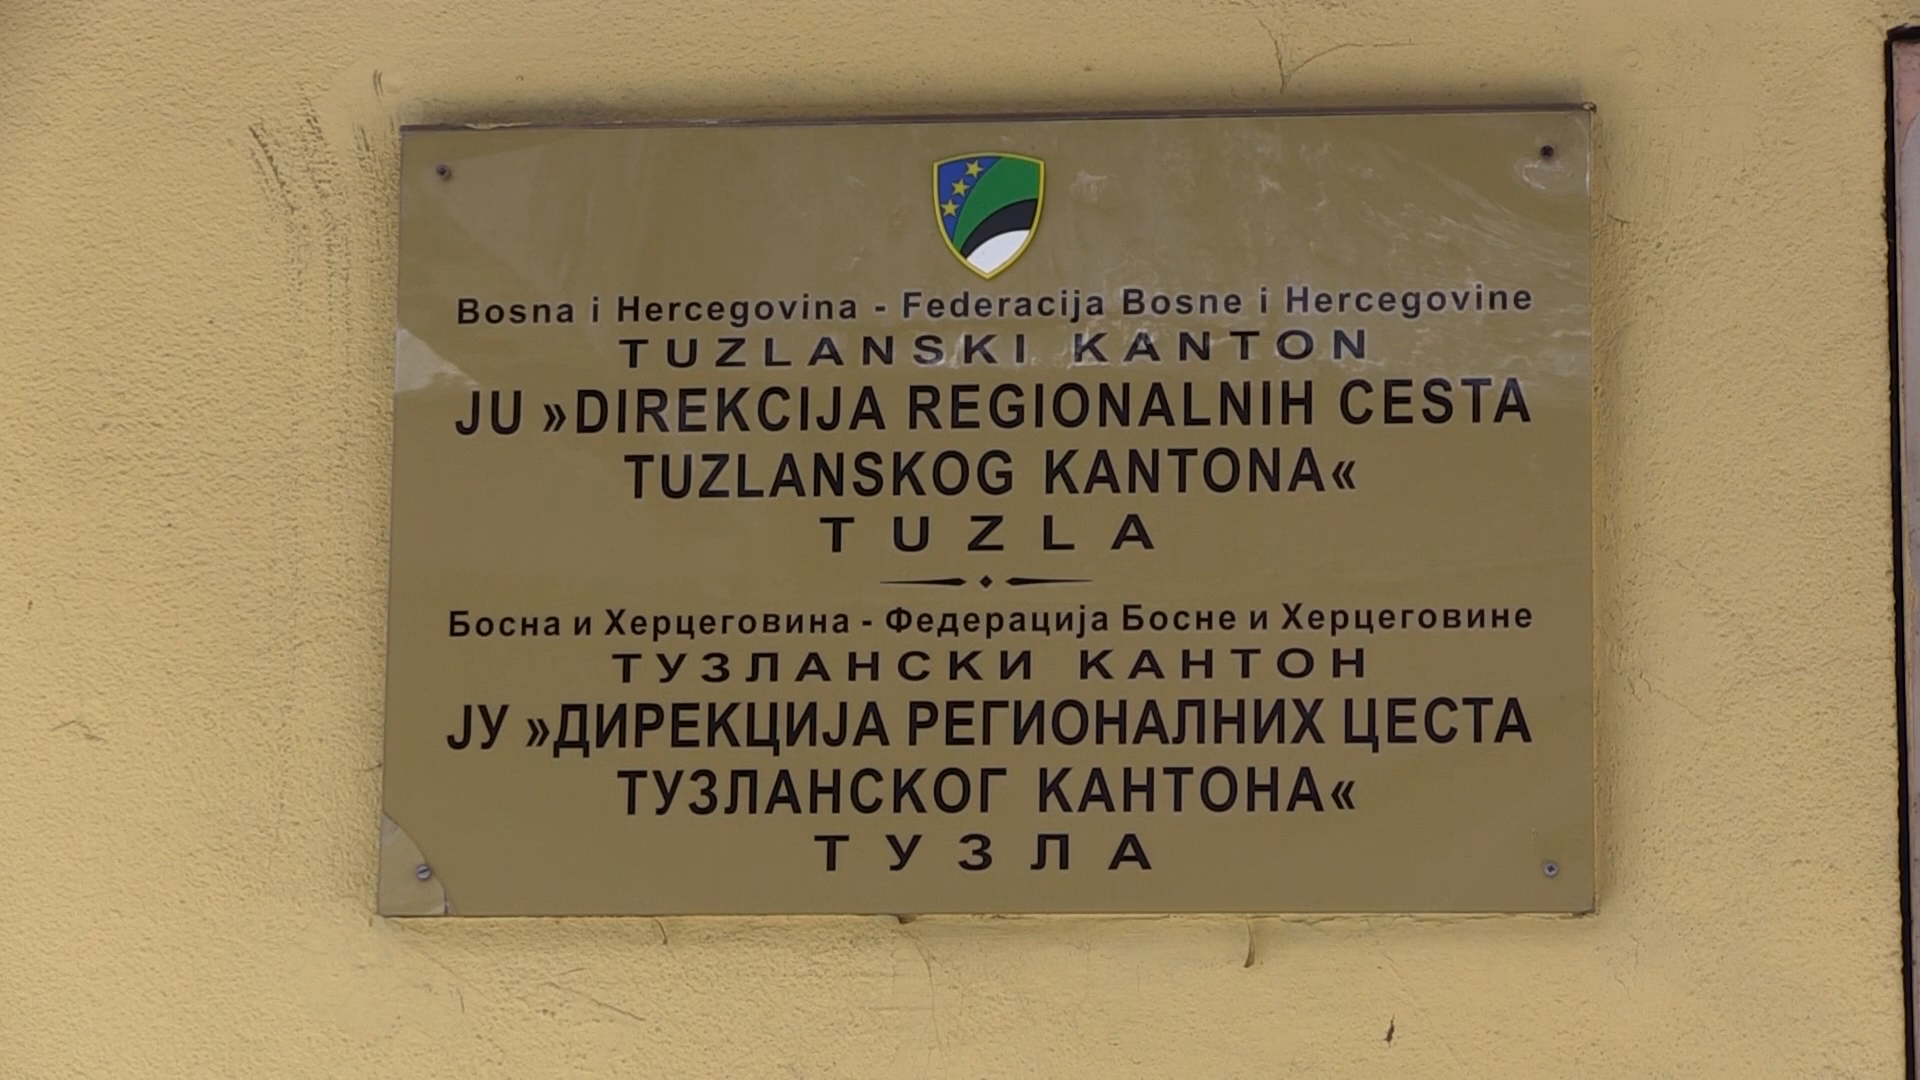 Bosna i Hercegovina - Federacija Bosne i Hercegovine
TUZLANSKI KANTON
JU »DIREKCIJA REGIONALNIH CESTA
TUZLANSKOG KANTONA«
TUZLA
Босна и Херцеговина - Федерација Босне и Херцеговине
ТУЗЛАНСКИ КАНТОН
ЈУ »ДИРЕКЦИЈА РЕГИОНАЛНИХ ЦЕСТА
ТУЗЛАНСКОГ КАНТОНА«
ТУЗЛА